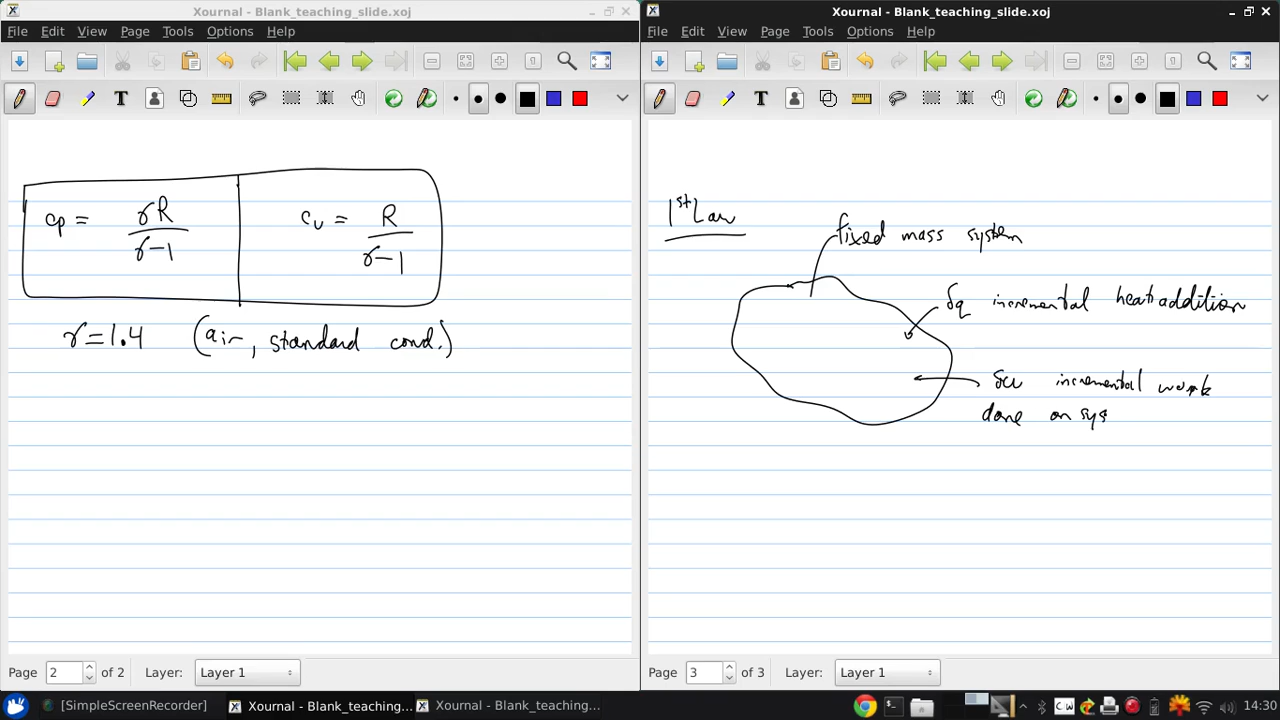 Xournal - Blank_teaching_slide.xoj
File Edit View Page Tools Options Help
cp = γR / γ-1
cv = R / γ-1
γ = 1.4 (air, standard cond.)
Page 2 of 2 Layer: Layer 1
Xournal - Blank_teaching_slide.xoj
File Edit View Page Tools Options Help
1st Law
fixed mass system
δq incremental heat addition
δw incremental work
done on sys
Page 3 of 3 Layer: Layer 1
[SimpleScreenRecorder] Xournal - Blank_teaching_... Xournal - Blank_teaching_slide.... CW 14:30